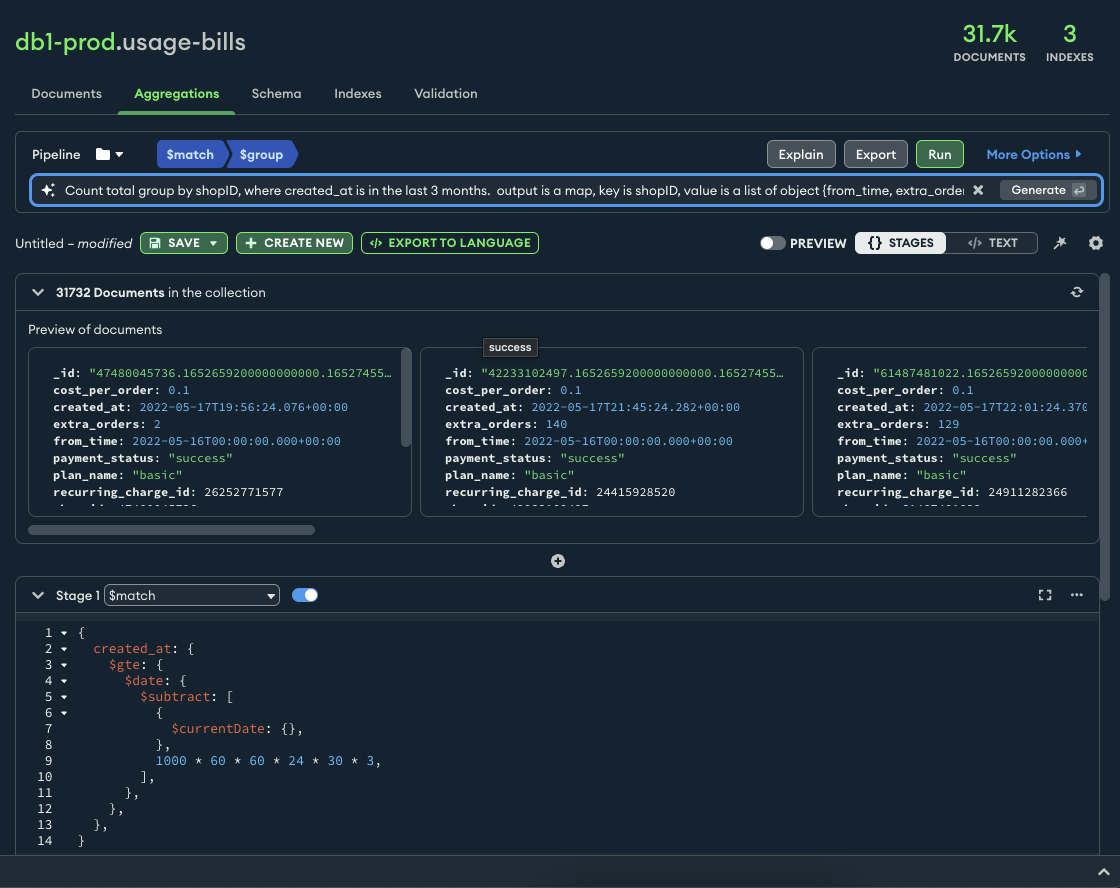 db1-prod.usage-bills
31.7k
DOCUMENTS
3
INDEXES
Documents
Aggregations
Schema
Indexes
Validation
Pipeline
$match
$group
Explain
Export
Run
More Options
Count total group by shopID, where created_at is in the last 3 months. output is a map, key is shopID, value is a list of object {from_time, extra_order
Generate
Untitled – modified
SAVE
CREATE NEW
EXPORT TO LANGUAGE
PREVIEW
{} STAGES
</> TEXT
31732 Documents in the collection
Preview of documents
success
_id: "47480045736.1652659200000000000.16527455…
cost_per_order: 0.1
created_at: 2022-05-17T19:56:24.076+00:00
extra_orders: 2
from_time: 2022-05-16T00:00:00.000+00:00
payment_status: "success"
plan_name: "basic"
recurring_charge_id: 26252771577
_id: "42233102497.1652659200000000000.16527455…
cost_per_order: 0.1
created_at: 2022-05-17T21:45:24.282+00:00
extra_orders: 140
from_time: 2022-05-16T00:00:00.000+00:00
payment_status: "success"
plan_name: "basic"
recurring_charge_id: 24415928520
_id: "61487481022.16526592000000000
cost_per_order: 0.1
created_at: 2022-05-17T22:01:24.370
extra_orders: 129
from_time: 2022-05-16T00:00:00.000+
payment_status: "success"
plan_name: "basic"
recurring_charge_id: 24911282366
Stage 1
$match
1 {
2 created_at: {
3 $gte: {
4 $date: {
5 $subtract: [
6 {
7 $currentDate: {},
8 },
9 1000 * 60 * 60 * 24 * 30 * 3,
10 ],
11 },
12 },
13 },
14 }